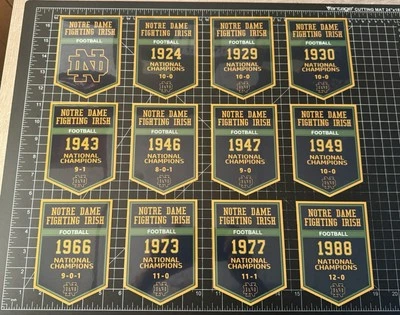 Vantage CUTTING MAT 24"x
NOTRE DAME
FIGHTING IRISH
FOOTBALL
ND
NOTRE DAME
FIGHTING IRISH
FOOTBALL
1924
NATIONAL
CHAMPIONS
10-0
NOTRE DAME
FIGHTING IRISH
FOOTBALL
1929
NATIONAL
CHAMPIONS
10-0
NOTRE DAME
FIGHTING IRISH
FOOTBALL
1930
NATIONAL
CHAMPIONS
10-0
NOTRE DAME
FIGHTING IRISH
FOOTBALL
1943
NATIONAL
CHAMPIONS
9-1
NOTRE DAME
FIGHTING IRISH
FOOTBALL
1946
NATIONAL
CHAMPIONS
8-0-1
NOTRE DAME
FIGHTING IRISH
FOOTBALL
1947
NATIONAL
CHAMPIONS
9-0
NOTRE DAME
FIGHTING IRISH
FOOTBALL
1949
NATIONAL
CHAMPIONS
10-0
NOTRE DAME
FIGHTING IRISH
FOOTBALL
1966
NATIONAL
CHAMPIONS
9-0-1
NOTRE DAME
FIGHTING IRISH
FOOTBALL
1973
NATIONAL
CHAMPIONS
11-0
NOTRE DAME
FIGHTING IRISH
FOOTBALL
1977
NATIONAL
CHAMPIONS
11-1
NOTRE DAME
FIGHTING IRISH
FOOTBALL
1988
NATIONAL
CHAMPIONS
12-0